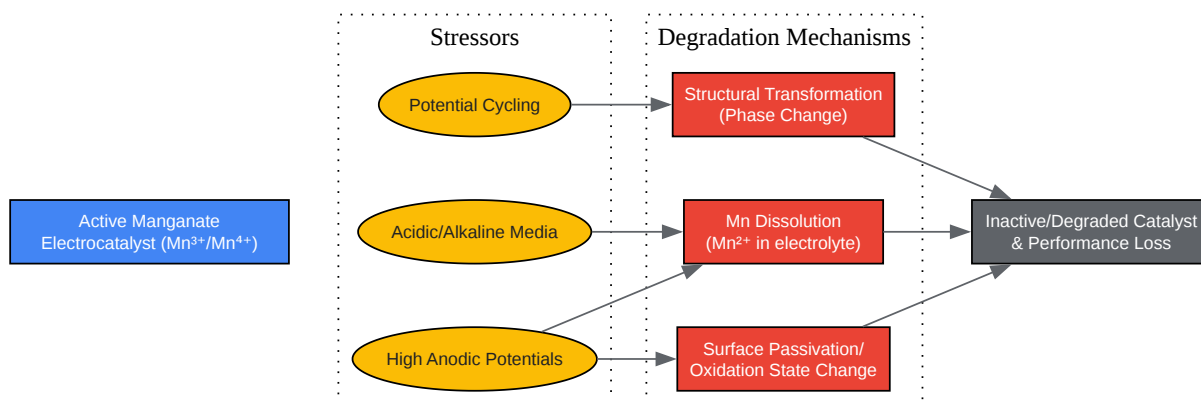 Stressors
Degradation Mechanisms
Potential Cycling
Structural Transformation
(Phase Change)
Active Manganate
Electrocatalyst (Mn³⁺/Mn⁴⁺)
Acidic/Alkaline Media
Mn Dissolution
(Mn²⁺ in electrolyte)
Inactive/Degraded Catalyst
& Performance Loss
High Anodic Potentials
Surface Passivation/
Oxidation State Change